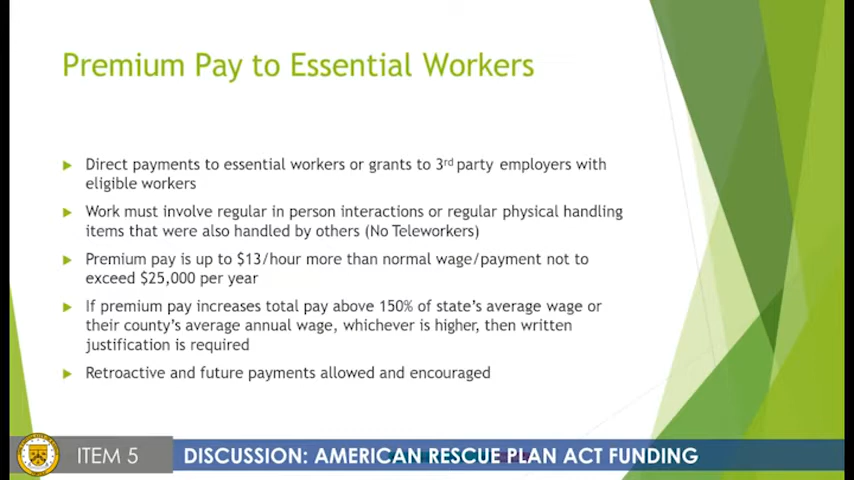 Premium Pay to Essential Workers
Direct payments to essential workers or grants to 3rd party employers with
eligible workers
Work must involve regular in person interactions or regular physical handling
items that were also handled by others (No Teleworkers)
Premium pay is up to $13/hour more than normal wage/payment not to
exceed $25,000 per year
If premium pay increases total pay above 150% of state's average wage or
their county's average annual wage, whichever is higher, then written
justification is required
Retroactive and future payments allowed and encouraged
ITEM 5
DISCUSSION: AMERICAN RESCUE PLAN ACT FUNDING